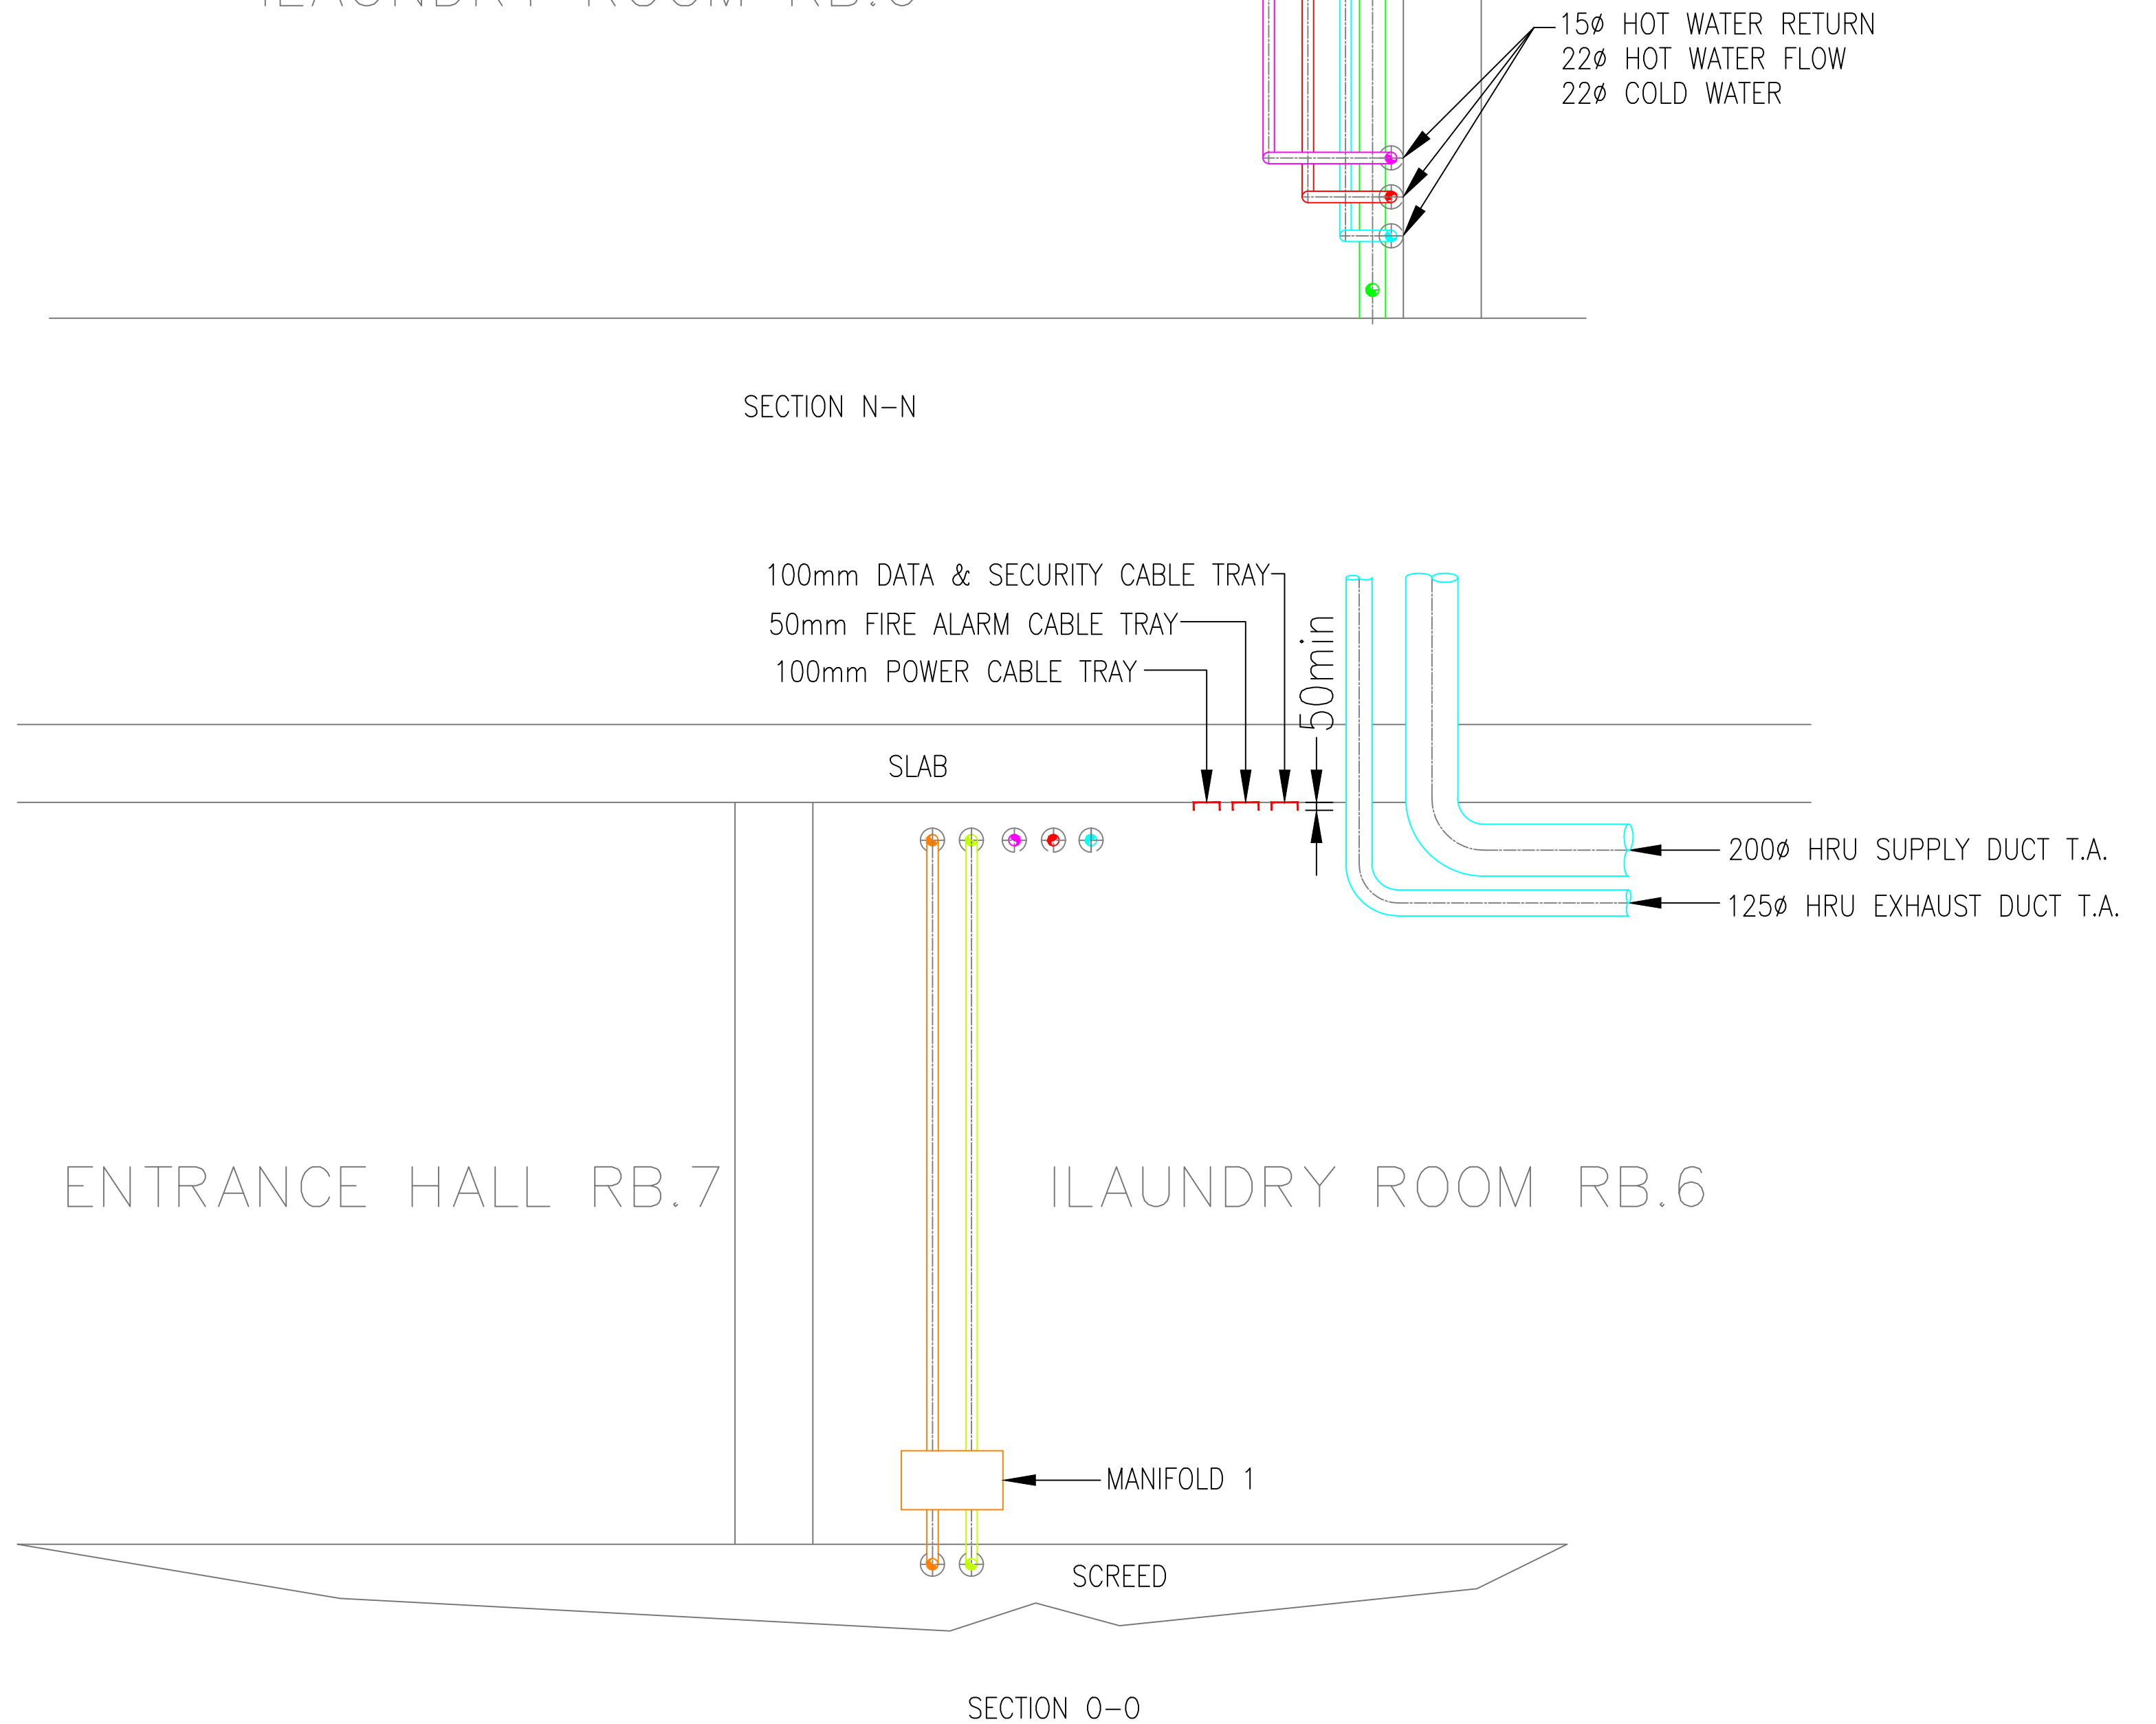 15ø HOT WATER RETURN
22ø HOT WATER FLOW
22ø COLD WATER
SECTION N-N
100mm DATA & SECURITY CABLE TRAY
50mm FIRE ALARM CABLE TRAY
100mm POWER CABLE TRAY
50min
SLAB
200ø HRU SUPPLY DUCT T.A.
125ø HRU EXHAUST DUCT T.A.
ENTRANCE HALL RB.7
ILAUNDRY ROOM RB.6
MANIFOLD 1
SCREED
SECTION O-O